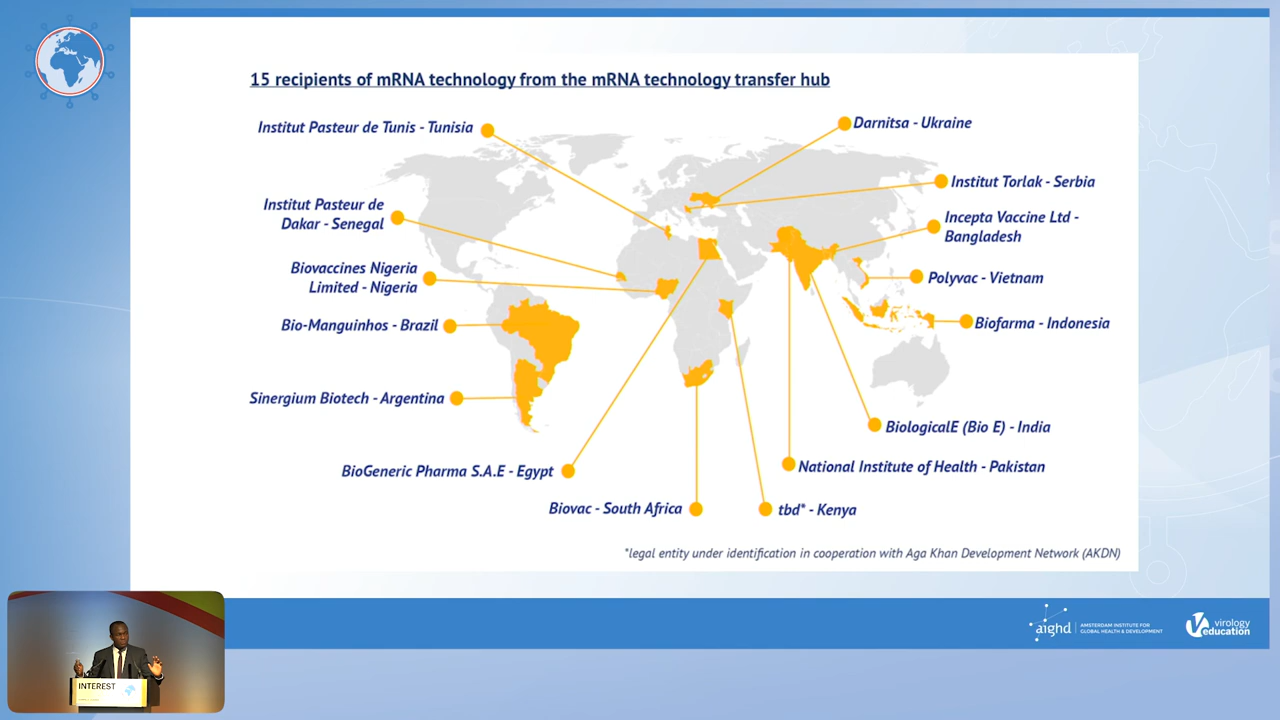 15 recipients of mRNA technology from the mRNA technology transfer hub
Institut Pasteur de Tunis - Tunisia
Darnitsa - Ukraine
Institut Torlak - Serbia
Institut Pasteur de
Dakar - Senegal
Incepta Vaccine Ltd -
Bangladesh
Biovaccines Nigeria
Limited - Nigeria
Polyvac - Vietnam
Bio-Manguinhos - Brazil
Biofarma - Indonesia
Sinergium Biotech - Argentina
BiologicalE (Bio E) - India
BioGeneric Pharma S.A.E - Egypt
National Institute of Health - Pakistan
Biovac - South Africa
tbd* - Kenya
*legal entity under identification in cooperation with Aga Khan Development Network (AKDN)
aighd
AMSTERDAM INSTITUTE FOR
GLOBAL HEALTH & DEVELOPMENT
virology
education
INTEREST